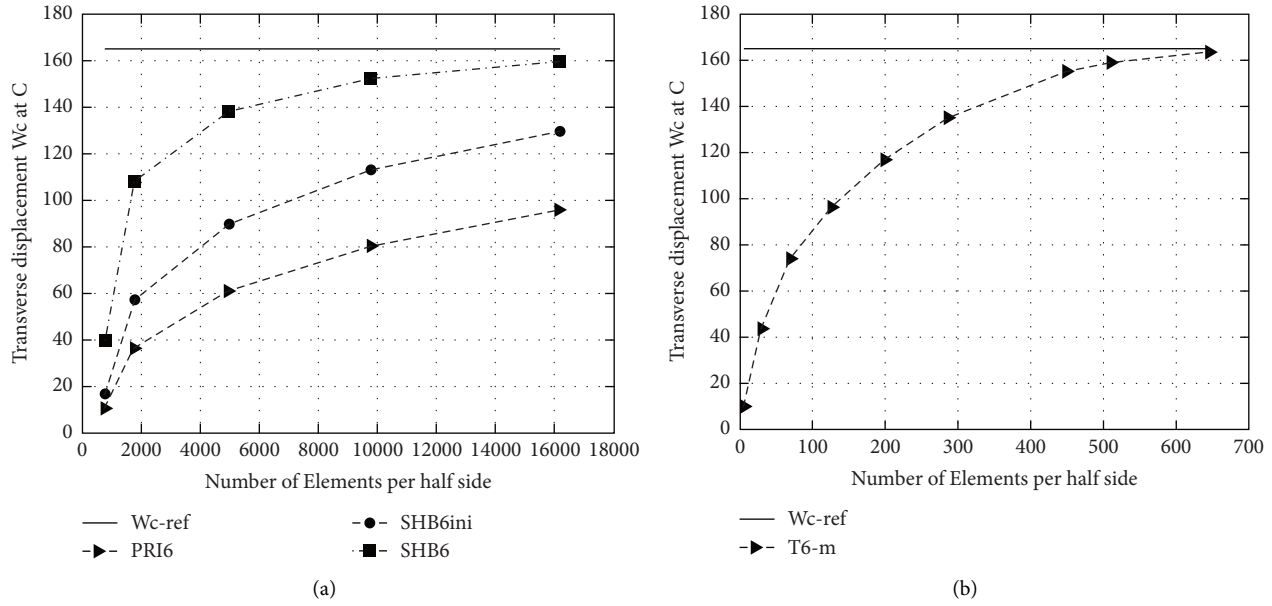 180
160
140
120
100
80
60
40
20
0
Transverse displacement Wc at C
0 2000 4000 6000 8000 10000 12000 14000 16000 18000
Number of Elements per half side
Wc-ref
PRI6
SHB6ini
SHB6
(a)
180
160
140
120
100
80
60
40
20
0
Transverse displacement Wc at C
0 100 200 300 400 500 600 700
Number of Elements per half side
Wc-ref
T6-m
(b)